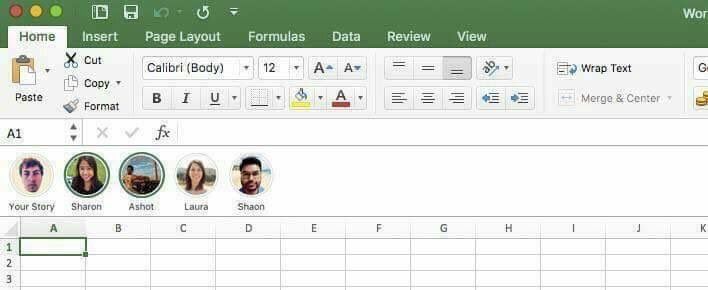 Wor
Home Insert Page Layout Formulas Data Review View
Cut
Calibri (Body) 12 A A Wrap Text G
Copy
Paste
Format B I U A Merge & Center
A1 fx
Your Story Sharon Ashot Laura Shaon
A B C D E F G H I J K
1
2
3